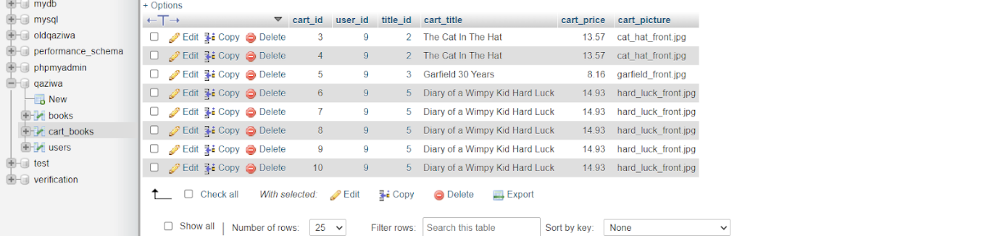 mydb
mysql
oldqaziwa
performance_schema
phpmyadmin
qaziwa
New
books
cart_books
users
test
verification
+ Options
cart_id user_id title_id cart_title cart_price cart_picture
Edit Copy Delete 3 9 2 The Cat In The Hat 13.57 cat_hat_front.jpg
Edit Copy Delete 4 9 2 The Cat In The Hat 13.57 cat_hat_front.jpg
Edit Copy Delete 5 9 3 Garfield 30 Years 8.16 garfield_front.jpg
Edit Copy Delete 6 9 5 Diary of a Wimpy Kid Hard Luck 14.93 hard_luck_front.jpg
Edit Copy Delete 7 9 5 Diary of a Wimpy Kid Hard Luck 14.93 hard_luck_front.jpg
Edit Copy Delete 8 9 5 Diary of a Wimpy Kid Hard Luck 14.93 hard_luck_front.jpg
Edit Copy Delete 9 9 5 Diary of a Wimpy Kid Hard Luck 14.93 hard_luck_front.jpg
Edit Copy Delete 10 9 5 Diary of a Wimpy Kid Hard Luck 14.93 hard_luck_front.jpg
Check all With selected: Edit Copy Delete Export
Show all | Number of rows: 25 Filter rows: Search this table Sort by key: None